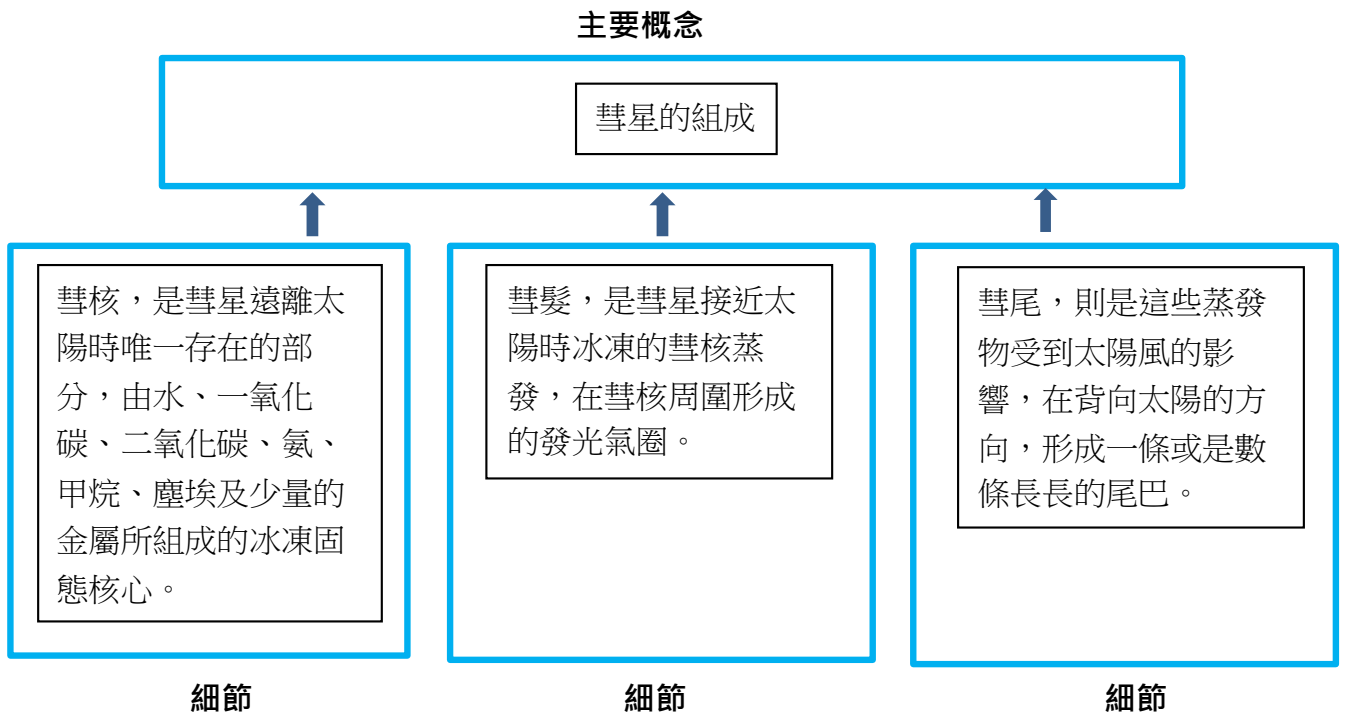 主要概念
彗星的組成
彗核，是彗星遠離太
陽時唯一存在的部
分，由水、一氧化
碳、二氧化碳、氨、
甲烷、塵埃及少量的
金屬所組成的冰凍固
態核心。
彗髮，是彗星接近太
陽時冰凍的彗核蒸
發，在彗核周圍形成
的發光氣圈。
彗尾，則是這些蒸發
物受到太陽風的影
響，在背向太陽的方
向，形成一條或是數
條長長的尾巴。
細節
細節
細節